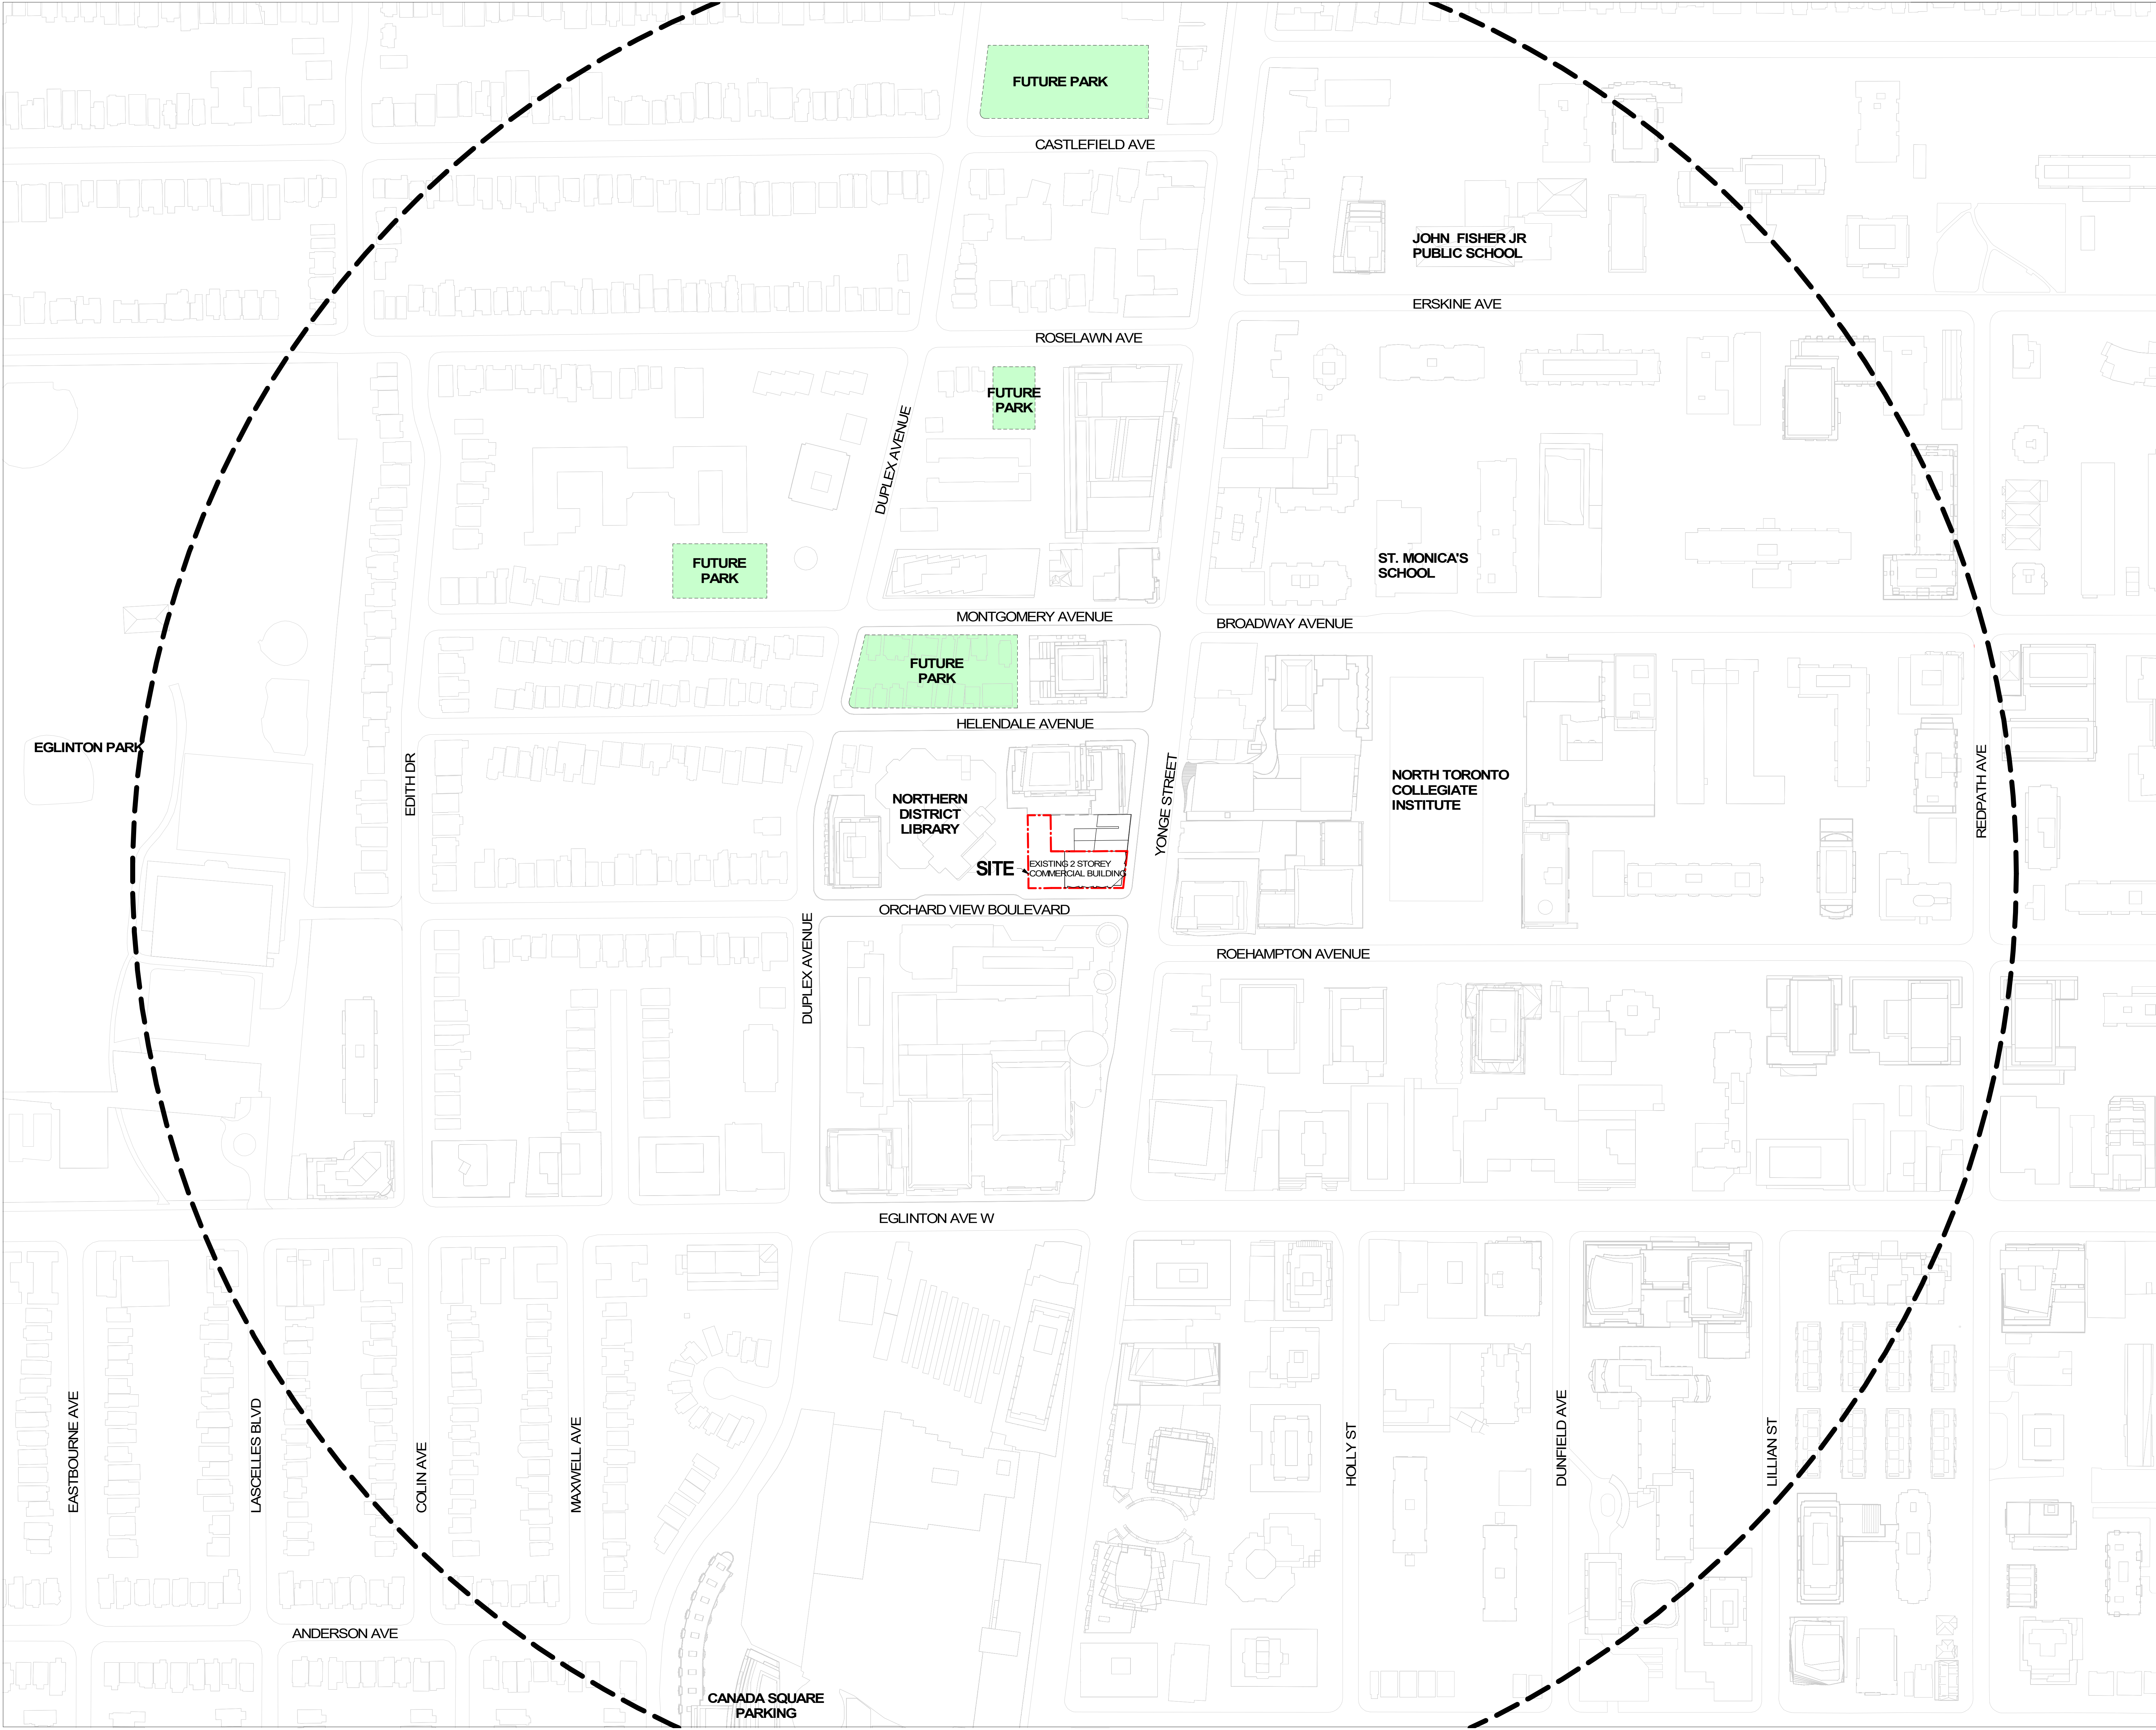 FUTURE PARK
CASTLEFIELD AVE
JOHN FISHER JR
PUBLIC SCHOOL
ERSKINE AVE
ROSELAWN AVE
FUTURE
PARK
DUPLEX AVENUE
FUTURE
PARK
ST. MONICA'S
SCHOOL
MONTGOMERY AVENUE
BROADWAY AVENUE
FUTURE
PARK
HELENDALE AVENUE
EGLINTON PARK
EDITH DR
NORTHERN
DISTRICT
LIBRARY
YONGE STREET
NORTH TORONTO
COLLEGIATE
INSTITUTE
REDPATH AVE
SITE
EXISTING 2 STOREY
COMMERCIAL BUILDING
ORCHARD VIEW BOULEVARD
DUPLEX AVENUE
ROEHAMPTON AVENUE
EGLINTON AVE W
EASTBOURNE AVE
LASCELLES BLVD
COLIN AVE
MAXWELL AVE
HOLLY ST
DUNFIELD AVE
LILLIAN ST
ANDERSON AVE
CANADA SQUARE
PARKING